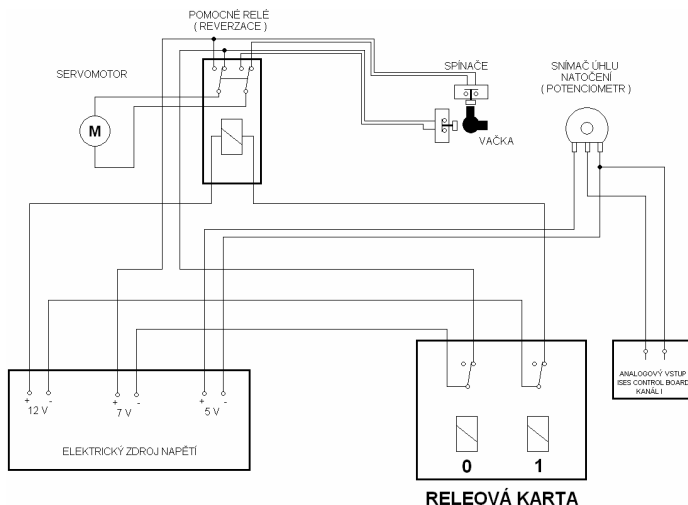 POMOCNÉ RELÉ
( REVERZACE )
SERVOMOTOR
SPÍNAČE
SNÍMAČ ÚHLU
NATOČENÍ
( POTENCIOMETR )
M
VAČKA
+ - + - + -
12 V 7 V 5 V
ELEKTRICKÝ ZDROJ NAPĚTÍ
ANALOGOVÝ VSTUP
ISES CONTROL BOARD
KANÁL I
0 1
RELEOVÁ KARTA